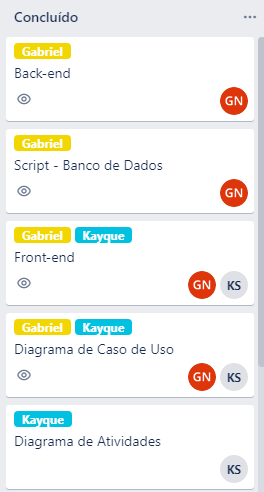 Concluído
Gabriel
Back-end
GN
Gabriel
Script - Banco de Dados
GN
Gabriel Kayque
Front-end
GN KS
Gabriel Kayque
Diagrama de Caso de Uso
GN KS
Kayque
Diagrama de Atividades
KS